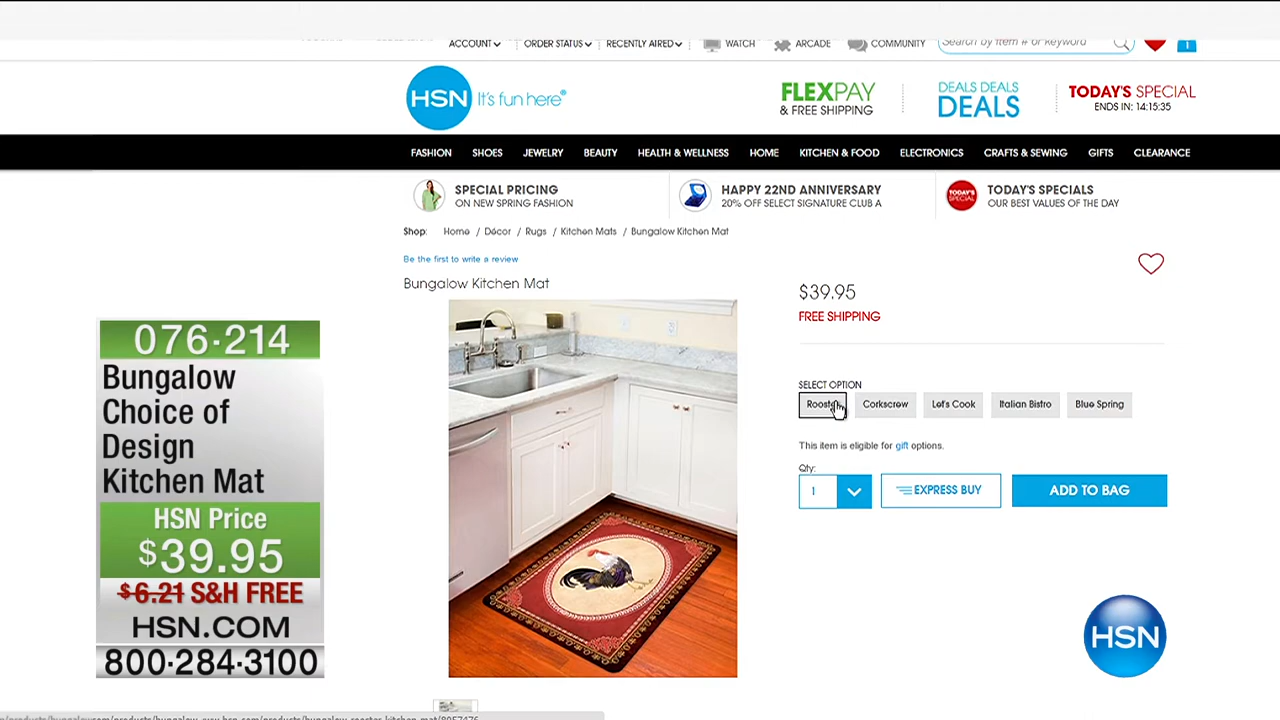 ACCOUNT ORDER STATUS RECENTLY AIRED WATCH ARCADE COMMUNITY Search by item # or keyword 1
HSN It's fun here®
FLEXPAY
& FREE SHIPPING
DEALS DEALS
DEALS
TODAY'S SPECIAL
ENDS IN: 14:15:35
FASHION SHOES JEWELRY BEAUTY HEALTH & WELLNESS HOME KITCHEN & FOOD ELECTRONICS CRAFTS & SEWING GIFTS CLEARANCE
SPECIAL PRICING
ON NEW SPRING FASHION
HAPPY 22ND ANNIVERSARY
20% OFF SELECT SIGNATURE CLUB A
TODAY'S SPECIAL
TODAY'S SPECIALS
OUR BEST VALUES OF THE DAY
Shop: Home / Décor / Rugs / Kitchen Mats / Bungalow Kitchen Mat
Be the first to write a review
Bungalow Kitchen Mat
$39.95
FREE SHIPPING
SELECT OPTION
Rooster Corkscrew Let's Cook Italian Bistro Blue Spring
This item is eligible for gift options.
Qty:
1 EXPRESS BUY ADD TO BAG
076·214
Bungalow
Choice of
Design
Kitchen Mat
HSN Price
$39.95
$6.21 S&H FREE
HSN.COM
800·284·3100
HSN